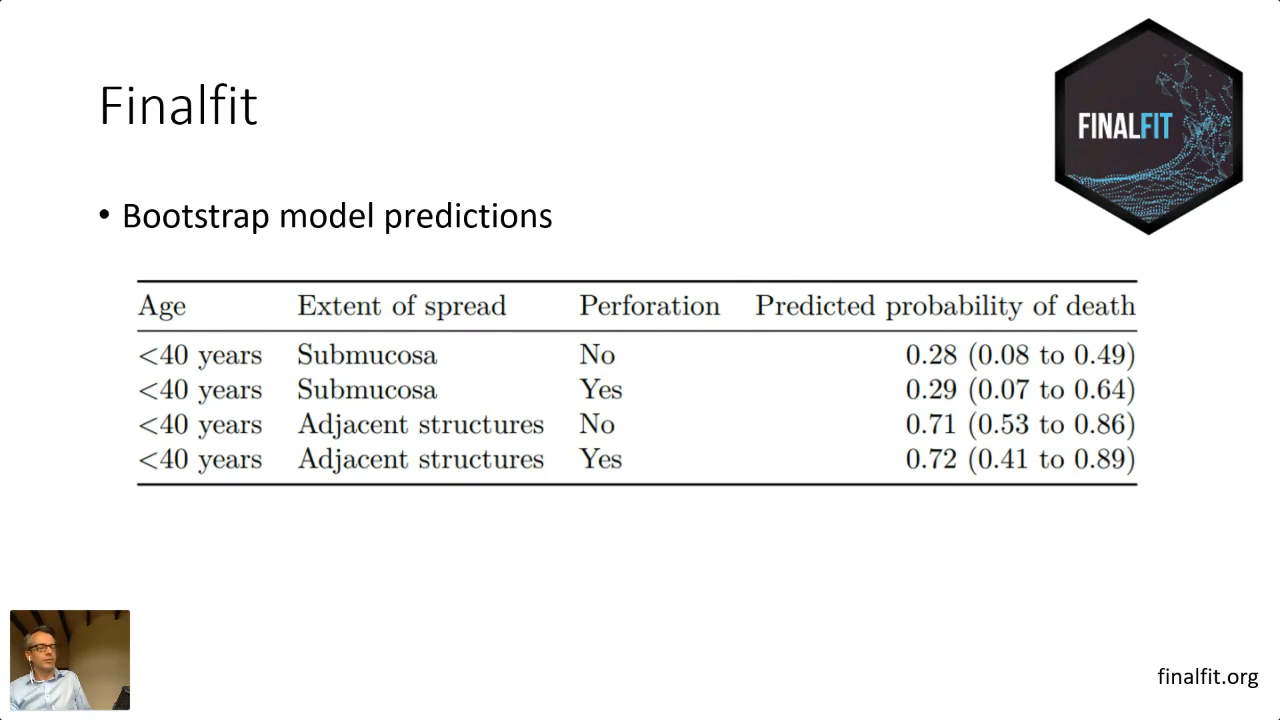 Finalfit
FINALFIT
• Bootstrap model predictions
Age Extent of spread Perforation Predicted probability of death
<40 years Submucosa No 0.28 (0.08 to 0.49)
<40 years Submucosa Yes 0.29 (0.07 to 0.64)
<40 years Adjacent structures No 0.71 (0.53 to 0.86)
<40 years Adjacent structures Yes 0.72 (0.41 to 0.89)
finalfit.org